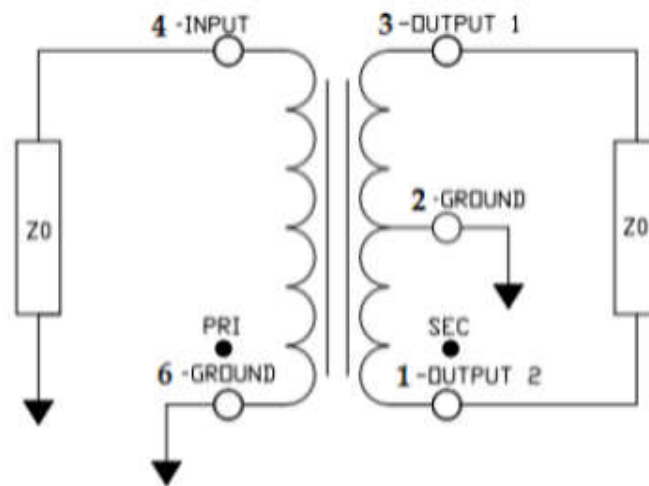 4 -INPUT
3 -OUTPUT 1
Z0
2 -GROUND
Z0
PRI
SEC
6 -GROUND
1 -OUTPUT 2